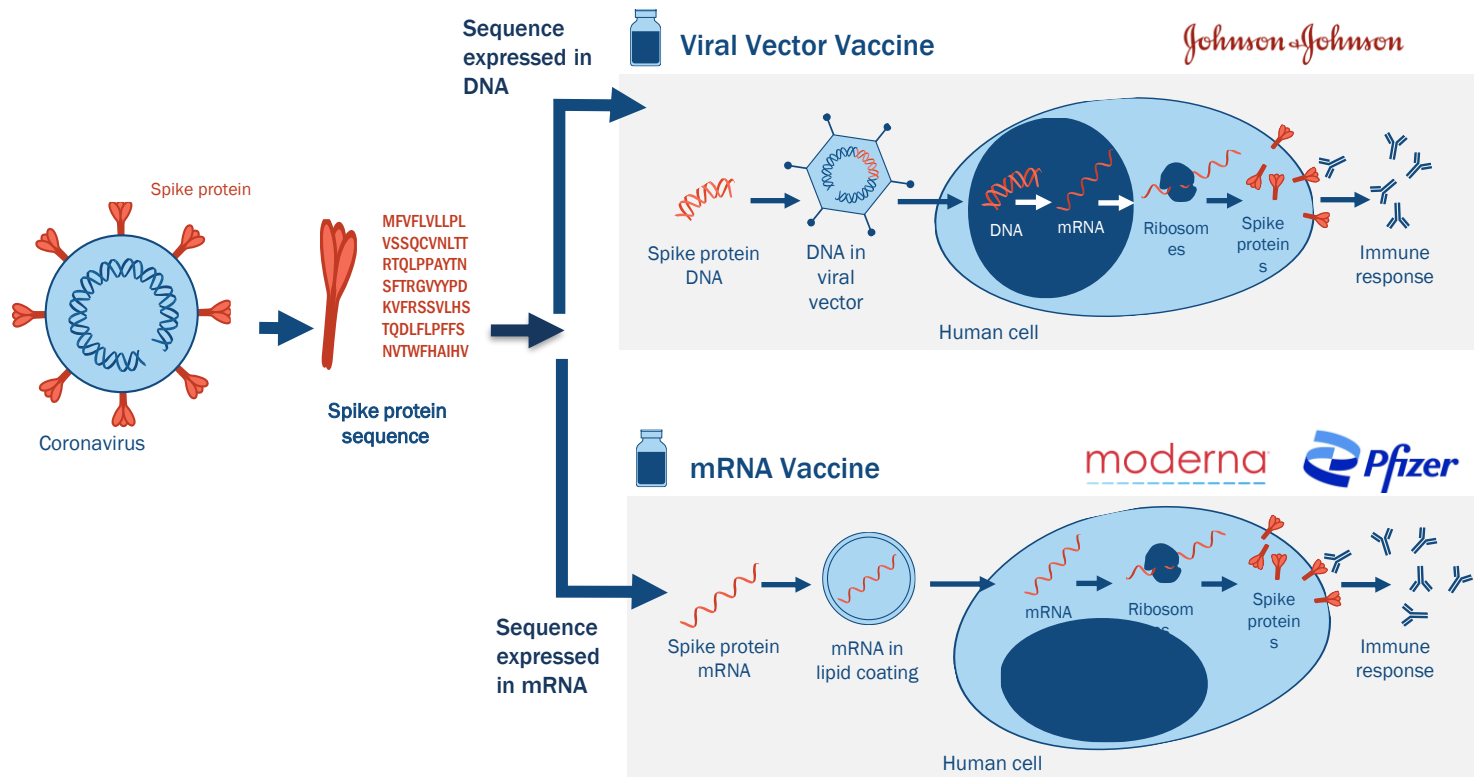 Sequence
expressed in
DNA
Viral Vector Vaccine
Johnson & Johnson
Spike protein
MFVFLVLLPL
VSSQCVNLTT
RTQLPPAYTN
SFTRGVYYPD
KVFRSSVLHS
TQDLFLPFFS
NVTWFHAIHV
Spike protein
sequence
Coronavirus
Spike protein
DNA
DNA in
viral
vector
DNA
mRNA
Ribosom
es
Spike
protein
s
Immune
response
Human cell
mRNA Vaccine
moderna
Pfizer
Sequence
expressed
in mRNA
Spike protein
mRNA
mRNA in
lipid coating
mRNA
Ribosom
Spike
protein
s
Immune
response
Human cell